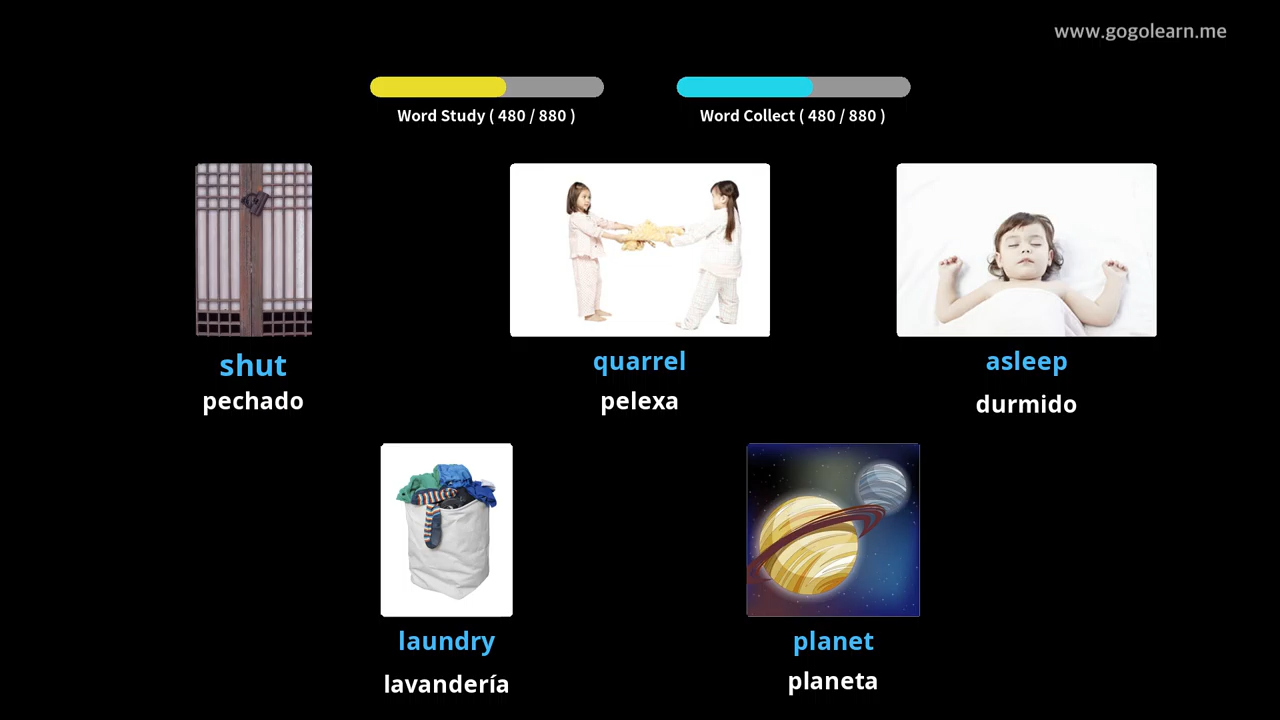 www.gogolearn.me
Word Study ( 480 / 880 )
Word Collect ( 480 / 880 )
shut
pechado
quarrel
pelexa
asleep
durmido
laundry
lavandería
planet
planeta